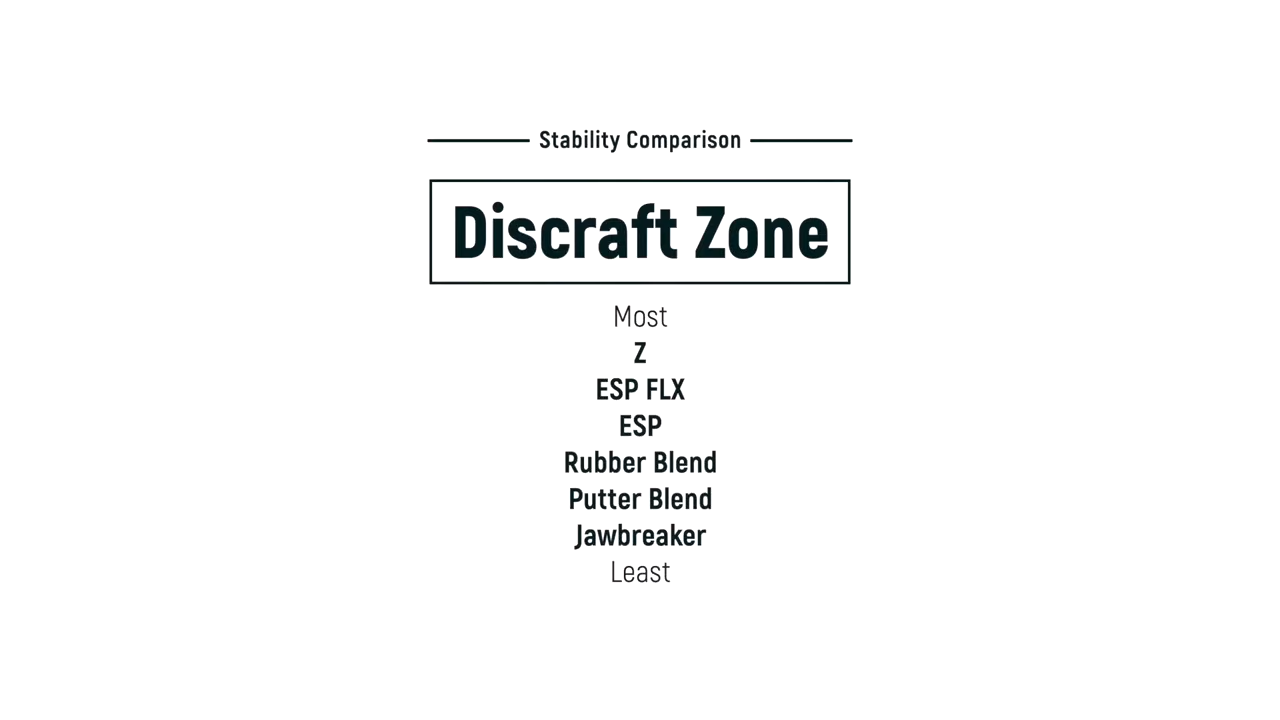 Stability Comparison
Discraft Zone
Most
Z
ESP FLX
ESP
Rubber Blend
Putter Blend
Jawbreaker
Least